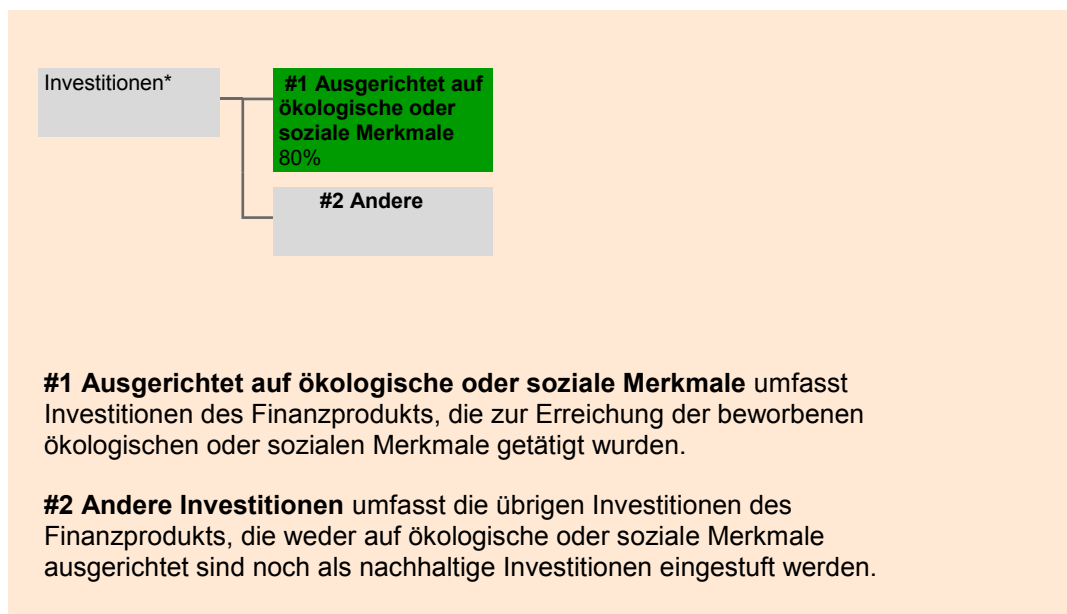 Investitionen*
#1 Ausgerichtet auf
ökologische oder
soziale Merkmale
80%
#2 Andere
#1 Ausgerichtet auf ökologische oder soziale Merkmale umfasst
Investitionen des Finanzprodukts, die zur Erreichung der beworbenen
ökologischen oder sozialen Merkmale getätigt wurden.
#2 Andere Investitionen umfasst die übrigen Investitionen des
Finanzprodukts, die weder auf ökologische oder soziale Merkmale
ausgerichtet sind noch als nachhaltige Investitionen eingestuft werden.